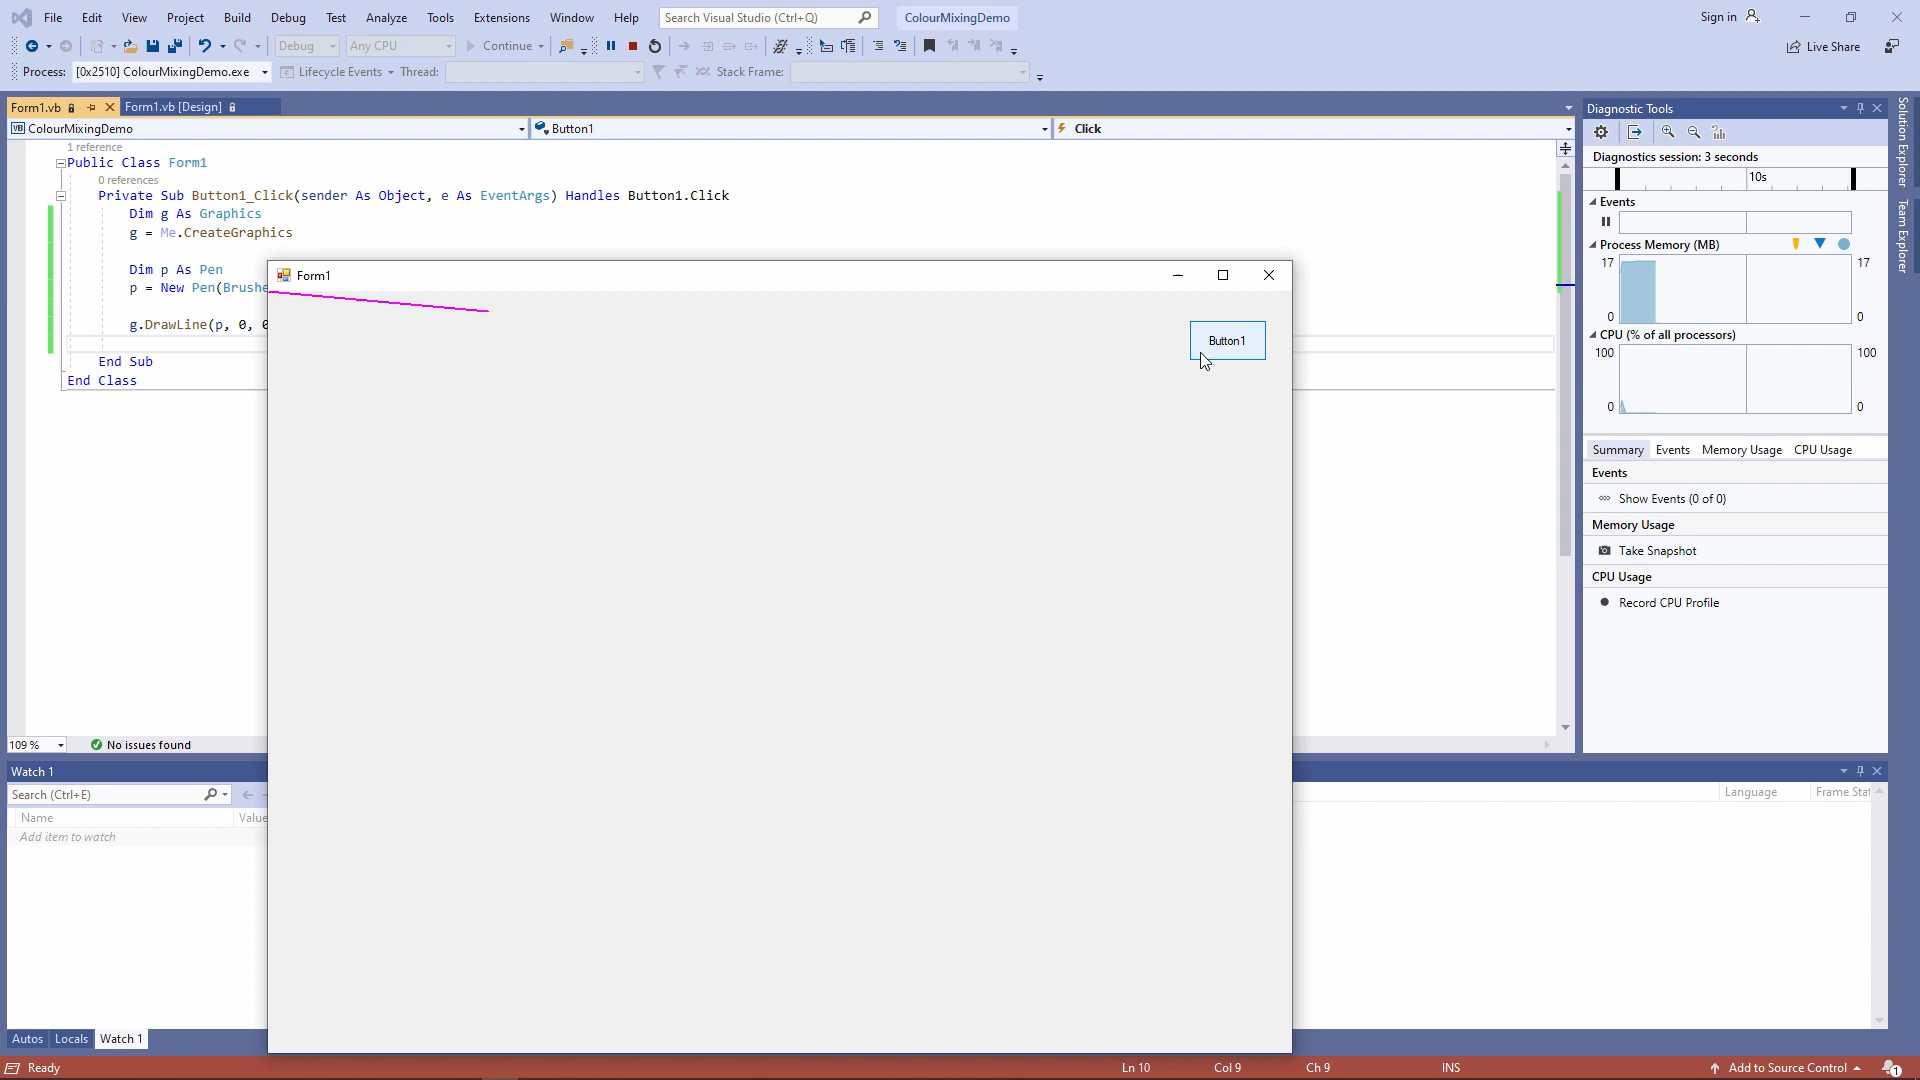 File Edit View Project Build Debug Test Analyze Tools Extensions Window Help Search Visual Studio (Ctrl+Q) ColourMixingDemo Sign in
Debug Any CPU Continue Live Share
Process: [0x2510] ColourMixingDemo.exe Lifecycle Events Thread: Stack Frame:
Form1.vb Form1.vb [Design]
VB ColourMixingDemo Button1 Click
1 reference
Public Class Form1
0 references
Private Sub Button1_Click(sender As Object, e As EventArgs) Handles Button1.Click
Dim g As Graphics
g = Me.CreateGraphics
Dim p As Pen
p = New Pen(Brushe
g.DrawLine(p, 0, 0
End Sub
End Class
Form1
Button1
109 % No issues found
Diagnostic Tools
Diagnostics session: 3 seconds
10s
Events
Process Memory (MB)
17 17
0 0
CPU (% of all processors)
100 100
0 0
Summary Events Memory Usage CPU Usage
Events
Show Events (0 of 0)
Memory Usage
Take Snapshot
CPU Usage
Record CPU Profile
Solution Explorer
Team Explorer
Watch 1
Search (Ctrl+E)
Name Value Language Frame Stat
Add item to watch
Autos Locals Watch 1
Ready Ln 10 Col 9 Ch 9 INS Add to Source Control 1